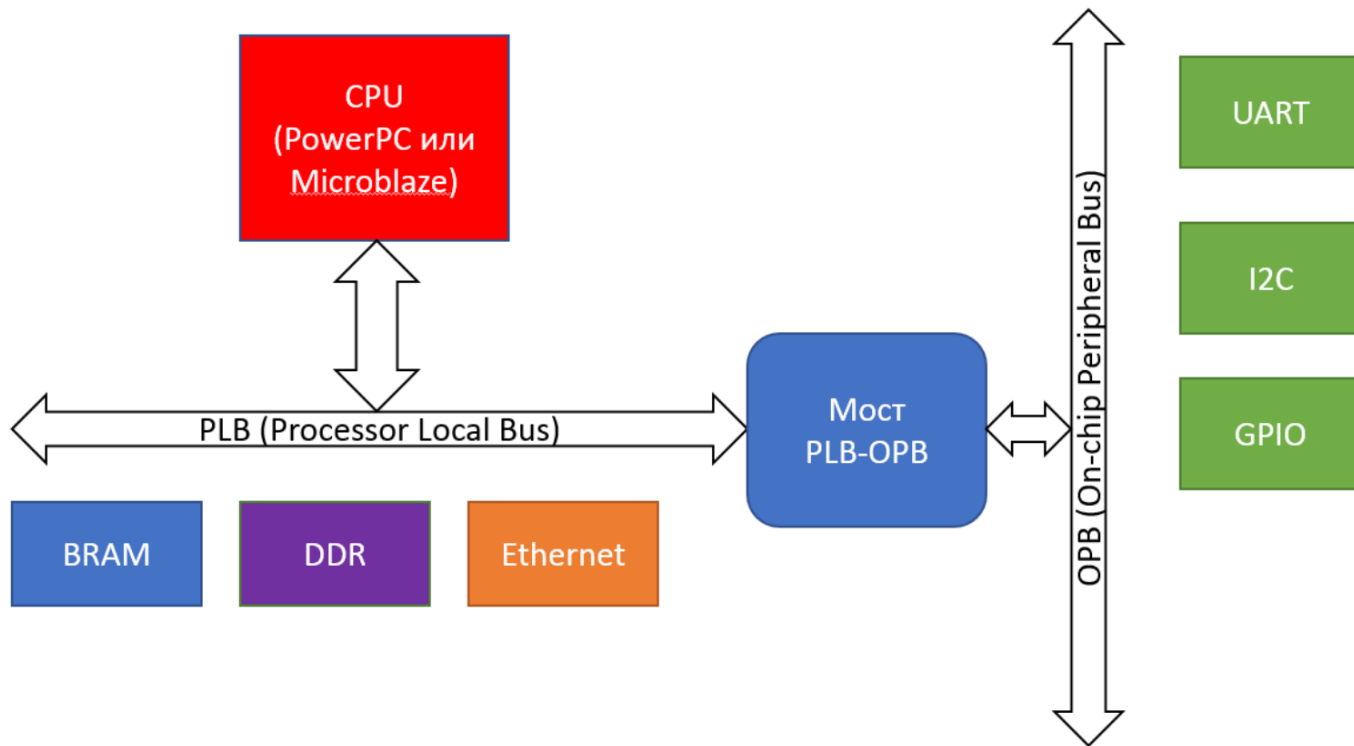 CPU
(PowerPC или
Microblaze)
PLB (Processor Local Bus)
Мост
PLB-OPB
BRAM
DDR
Ethernet
OPB (On-chip Peripheral Bus)
UART
I2C
GPIO